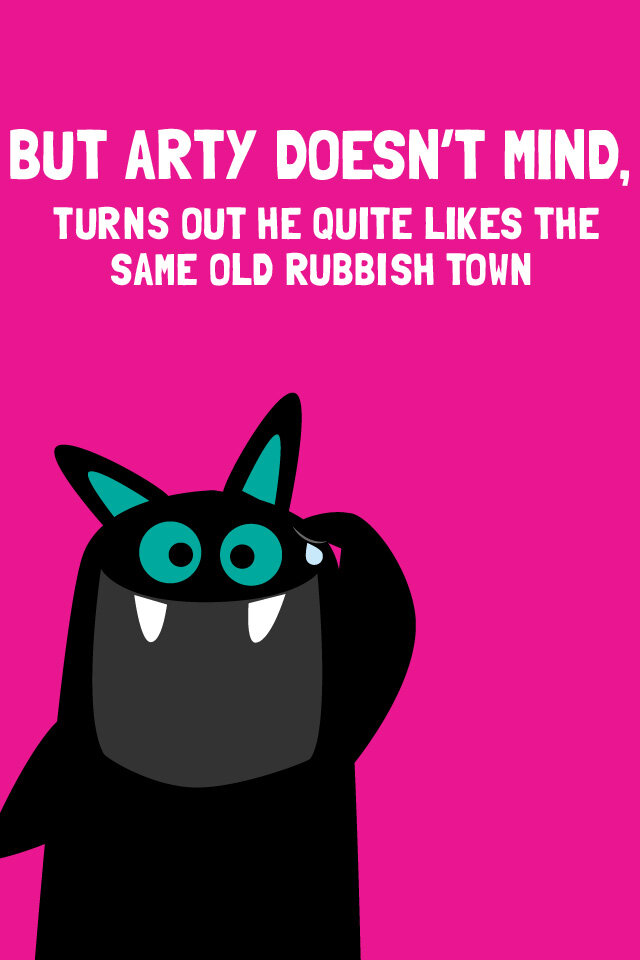 BUT ARTY DOESN'T MIND,
TURNS OUT HE QUITE LIKES THE
SAME OLD RUBBISH TOWN